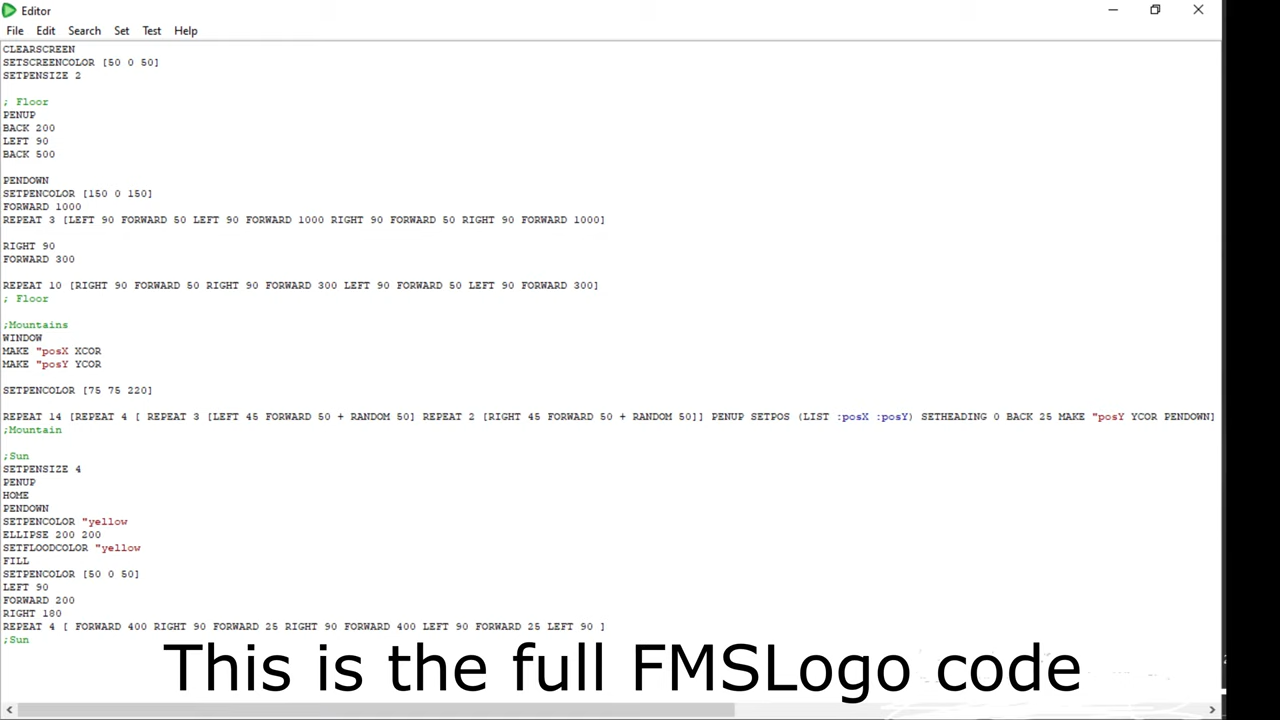 Editor
File Edit Search Set Test Help
CLEARSCREEN
SETSCREENCOLOR [50 0 50]
SETPENSIZE 2
; Floor
PENUP
BACK 200
LEFT 90
BACK 500
PENDOWN
SETPENCOLOR [150 0 150]
FORWARD 1000
REPEAT 3 [LEFT 90 FORWARD 50 LEFT 90 FORWARD 1000 RIGHT 90 FORWARD 50 RIGHT 90 FORWARD 1000]
RIGHT 90
FORWARD 300
REPEAT 10 [RIGHT 90 FORWARD 50 RIGHT 90 FORWARD 300 LEFT 90 FORWARD 50 LEFT 90 FORWARD 300]
; Floor
;Mountains
WINDOW
MAKE "posX XCOR
MAKE "posY YCOR
SETPENCOLOR [75 75 220]
REPEAT 14 [REPEAT 4 [ REPEAT 3 [LEFT 45 FORWARD 50 + RANDOM 50] REPEAT 2 [RIGHT 45 FORWARD 50 + RANDOM 50]] PENUP SETPOS (LIST :posX :posY) SETHEADING 0 BACK 25 MAKE "posY YCOR PENDOWN]
;Mountain
;Sun
SETPENSIZE 4
PENUP
HOME
PENDOWN
SETPENCOLOR "yellow
ELLIPSE 200 200
SETFLOODCOLOR "yellow
FILL
SETPENCOLOR [50 0 50]
LEFT 90
FORWARD 200
RIGHT 180
REPEAT 4 [ FORWARD 400 RIGHT 90 FORWARD 25 RIGHT 90 FORWARD 400 LEFT 90 FORWARD 25 LEFT 90 ]
;Sun
This is the full FMSLogo code